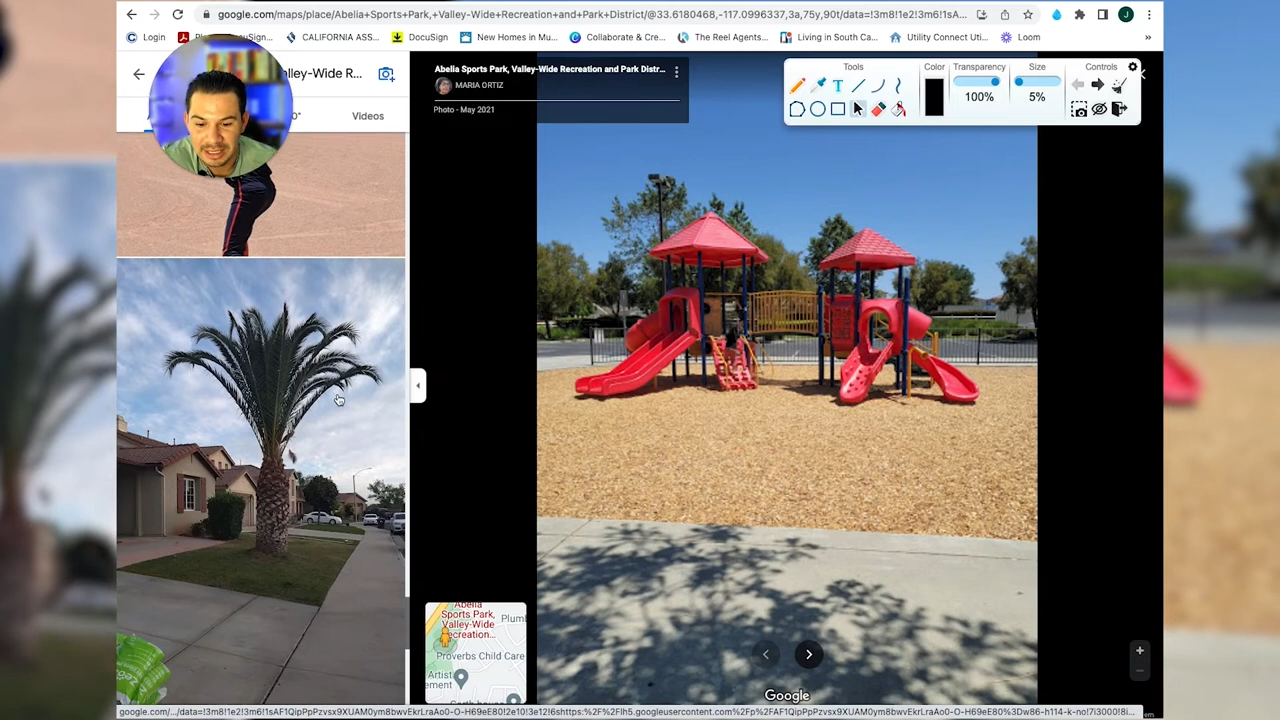 google.com/maps/place/Abelia+Sports+Park,+Valley-Wide+Recreation+and+Park+District/@33.6180468,-117.0996337,3a,75y,90t/data=!3m8!1e2!3m6!1sA...
Login
DocuSign...
CALIFORNIA ASS...
DocuSign
New Homes in Mu...
Collaborate & Cre...
The Reel Agents...
Living in South Ca...
Utility Connect Uti...
Loom
»
lley-Wide R...
Videos
Abelia Sports Park, Valley-Wide Recreation and Park Distr...
MARIA ORTIZ
Photo - May 2021
Tools
Color
Transparency
Size
Controls
T
100%
5%
J
Abelia
Sports Park,
Valley-Wide
Recreation...
Plumb
Proverbs Child Care
Artist
ement
Google